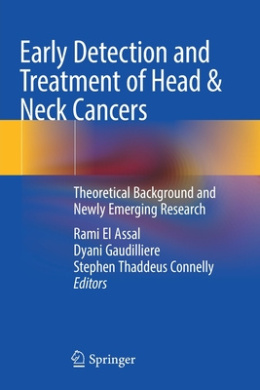 Early Detection and
Treatment of Head &
Neck Cancers
Theoretical Background and
Newly Emerging Research
Rami El Assal
Dyani Gaudilliere
Stephen Thaddeus Connelly
Editors
Springer